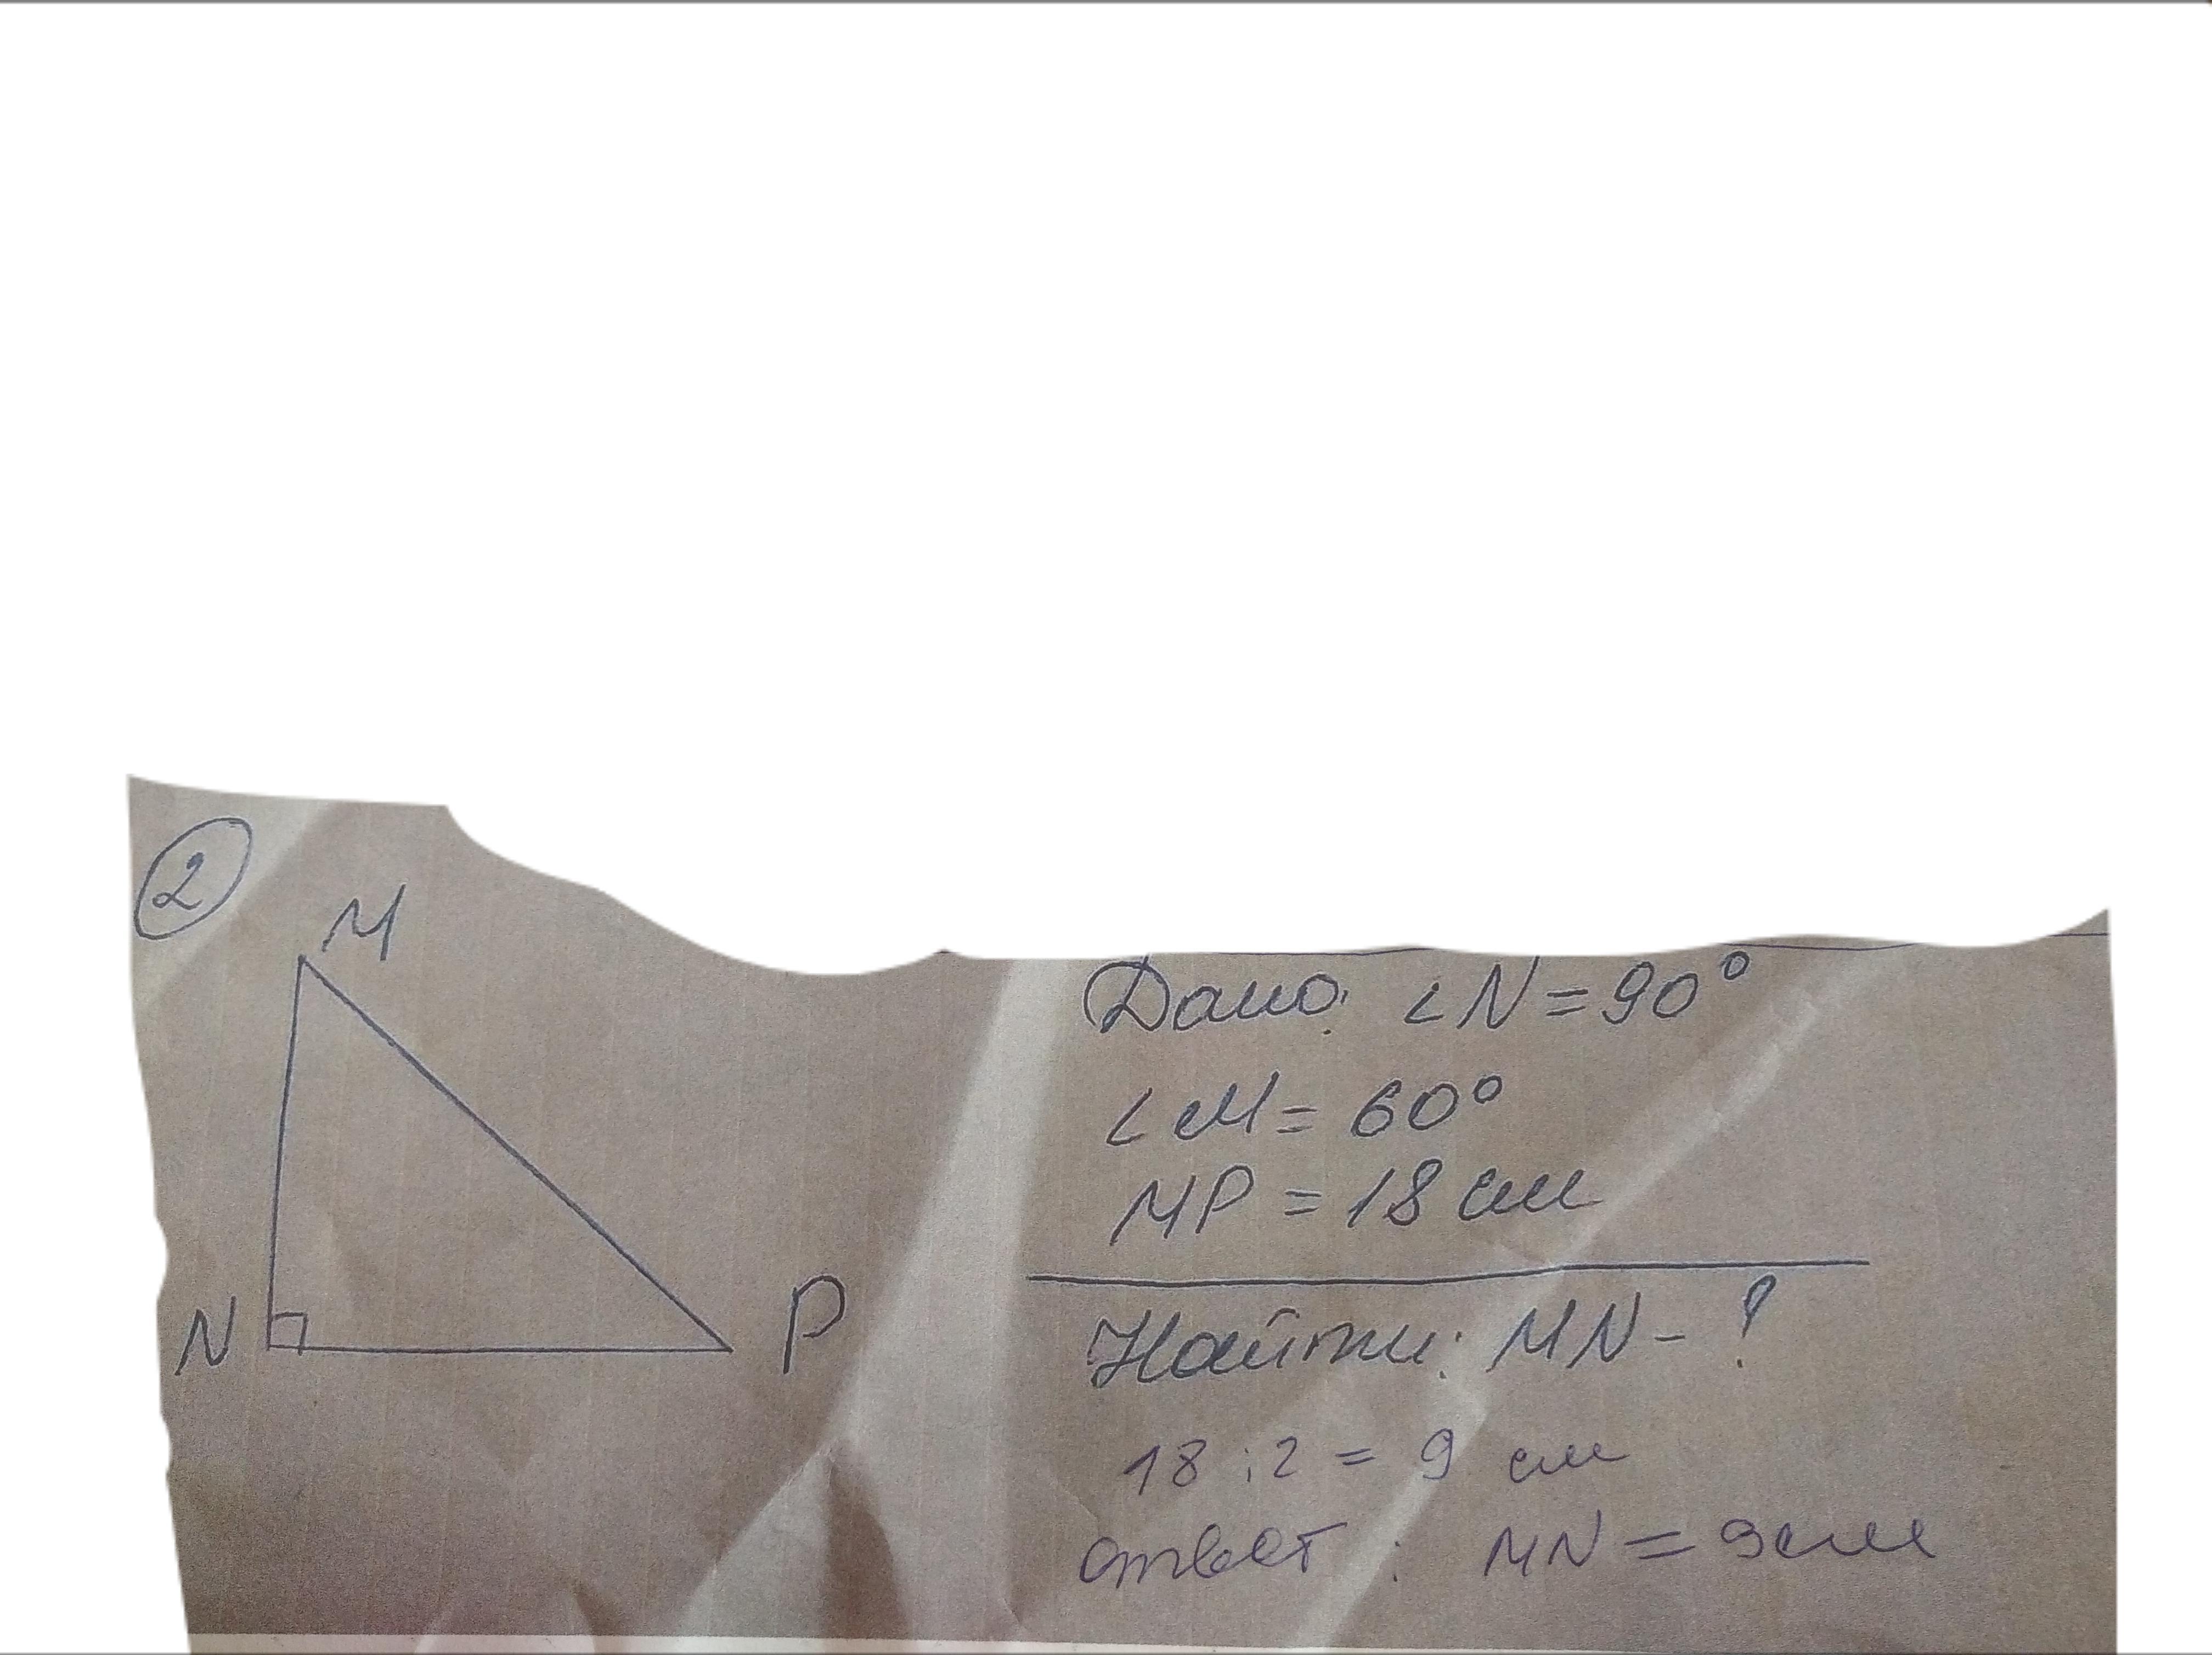 2
M
N
P
Дано: ∠N = 90°
∠M = 60°
MP = 18 см
Найти: MN - ?
18 : 2 = 9 см
ответ : MN = 9см